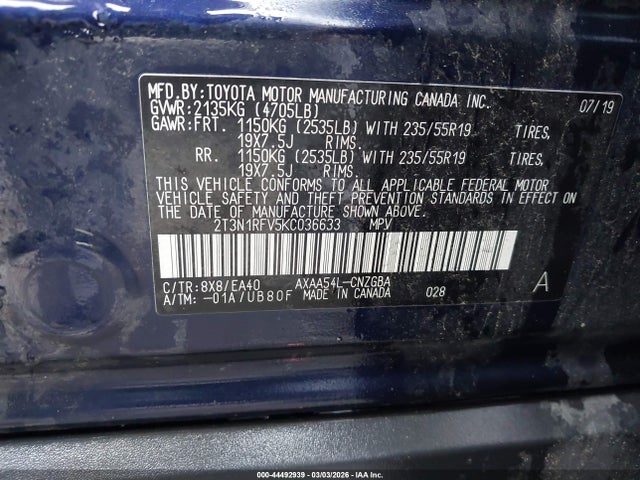 MFD.BY:TOYOTA MOTOR MANUFACTURING CANADA INC. 07/19
GVWR:2135KG (4705LB)
GAWR:FRT. 1150KG (2535LB) WITH 235/55R19 TIRES,
19X7.5J RIMS.
RR. 1150KG (2535LB) WITH 235/55R19 TIRES,
19X7.5J RIMS.
THIS VEHICLE CONFORMS TO ALL APPLICABLE FEDERAL MOTOR
VEHICLE SAFETY AND THEFT PREVENTION STANDARDS IN EFFECT ON
THE DATE OF MANUFACTURE SHOWN ABOVE.
2T3N1RFV5KC036633 MPV
C/TR:8X8/EA40 AXAA54L-CNZGBA A
A/TM: -01A/UB80F MADE IN CANADA 028
000-44492939 - 03/03/2026 - IAA Corp.